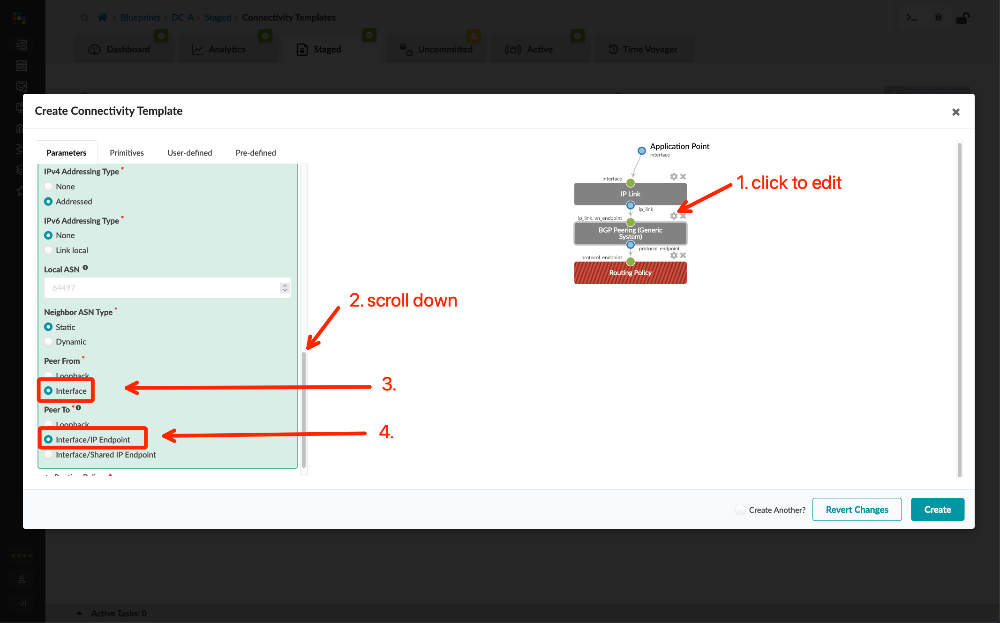 Blueprints DC-A Staged Connectivity Templates
Dashboard
Analytics
Staged
Uncommitted
Active
Time Voyager
Create Connectivity Template
Parameters
Primitives
User-defined
Pre-defined
IPv4 Addressing Type *
None
Addressed
IPv6 Addressing Type *
None
Link local
Local ASN
64497
Neighbor ASN Type *
Static
Dynamic
Peer From *
Loopback
Interface
Peer To *
Loopback
Interface/IP Endpoint
Interface/Shared IP Endpoint
Routing Policy
Application Point
interface
interface
IP Link
ip_link
ip_link, vn_endpoint
BGP Peering (Generic
System)
protocol_endpoint
protocol_endpoint
Routing Policy
1. click to edit
2. scroll down
3.
4.
Create Another?
Revert Changes
Create
Active Tasks: 0